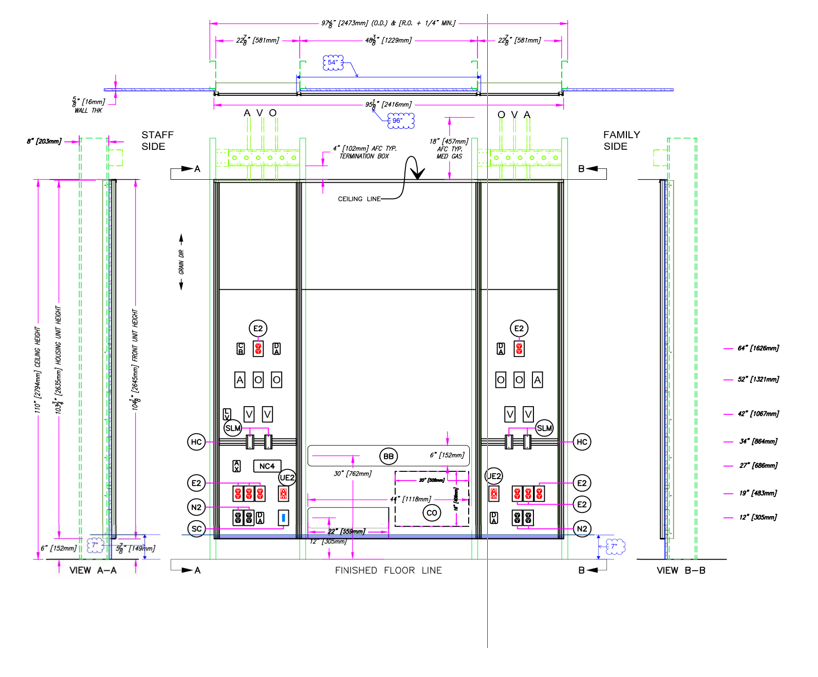 97⅜" [2473mm] (O.D.) & [R.O. + 1/4" MIN.]
22⅞" [581mm]
48⅜" [1229mm]
22⅞" [581mm]
54"
⅝" [16mm]
WALL THK
95⅛" [2416mm]
96"
A V O
O V A
STAFF
SIDE
FAMILY
SIDE
8" [203mm]
4" [102mm] AFC TYP.
TERMINATION BOX
18" [457mm]
AFC TYP.
MED GAS
A
B
CEILING LINE
GRAIN DIR
110" [2794mm] CEILING HEIGHT
103¾" [2635mm] HOUSING UNIT HEIGHT
104⅛" [2645mm] FRONT UNIT HEIGHT
E2
E2
64" [1626mm]
A O O
O O A
52" [1321mm]
V V
V V
42" [1067mm]
SLM
SLM
HC
HC
34" [864mm]
BB
6" [152mm]
NC4
30" [762mm]
27" [686mm]
UE2
UE2
E2
E2
44" [1118mm]
19" [483mm]
E2
N2
CO
12" [305mm]
SC
22" [559mm]
N2
12" [305mm]
6" [152mm]
7"
5⅞" [149mm]
7"
VIEW A-A
A
FINISHED FLOOR LINE
B
VIEW B-B